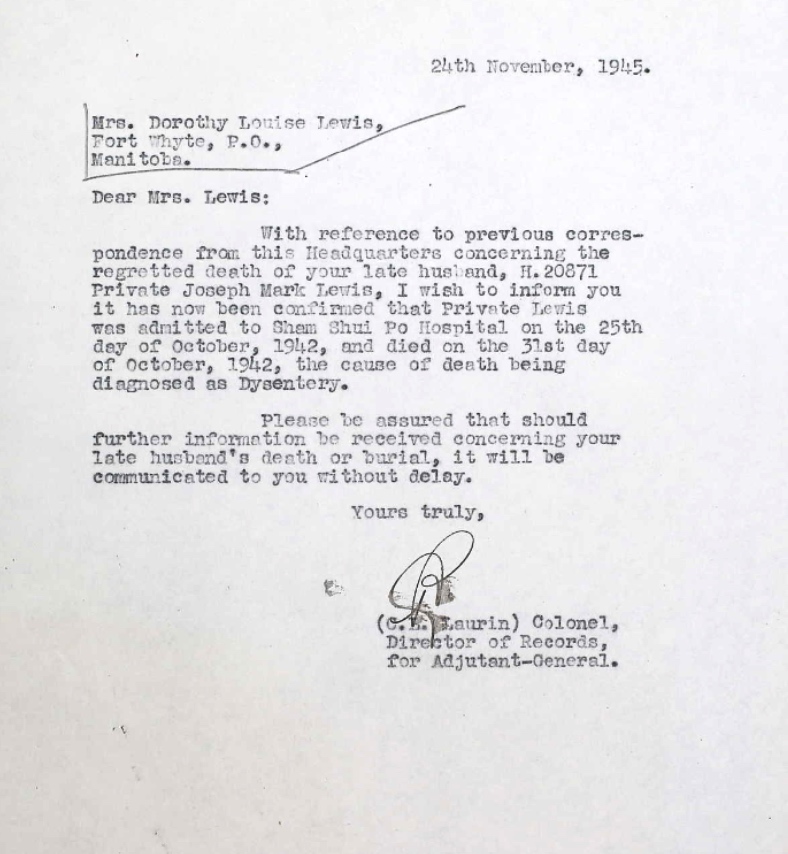 24th November, 1945.
Mrs. Dorothy Louise Lewis,
Fort Whyte, P.O.,
Manitoba.
Dear Mrs. Lewis:
With reference to previous corres-
pondence from this Headquarters concerning the
regretted death of your late husband, H.20871
Private Joseph Mark Lewis, I wish to inform you
it has now been confirmed that Private Lewis
was admitted to Sham Shui Po Hospital on the 25th
day of October, 1942, and died on the 31st day
of October, 1942, the cause of death being
diagnosed as Dysentery.
Please be assured that should
further information be received concerning your
late husband's death or burial, it will be
communicated to you without delay.
Yours truly,
(C.L. Laurin) Colonel,
Director of Records,
for Adjutant-General.